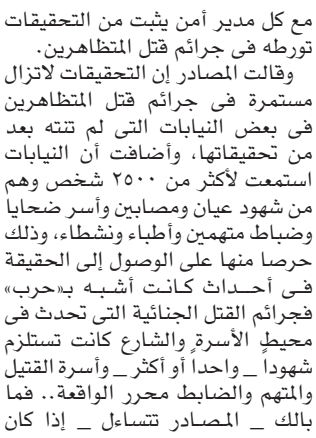 مع كل مدير أمن يثبت من التحقيقات
تورطه فى جرائم قتل المتظاهرين.
وقالت المصادر إن التحقيقات لاتزال
مستمرة فى جرائم قتل المتظاهرين
فى بعض النيابات التى لم تنته بعد
من تحقيقاتها، وأضافت أن النيابات
استمعت لأكثر من ٢٥٠٠ شخص وهم
من شهود عيان ومصابين وأسر ضحايا
وضباط متهمين وأطباء ونشطاء، وذلك
حرصا منها على الوصول إلى الحقيقة
فى أحداث كانت أشبه بـ«حرب»
فجرائم القتل الجنائية التى تحدث فى
محيطٍ الأسرة والشارع كانت تستلزم
شهوداً _ واحداً أو أكثر _ وأسرة القتيل
والمتهم والضابط محرر الواقعة.. فما
بالك _ المصادر تتساءل _ إذا كان